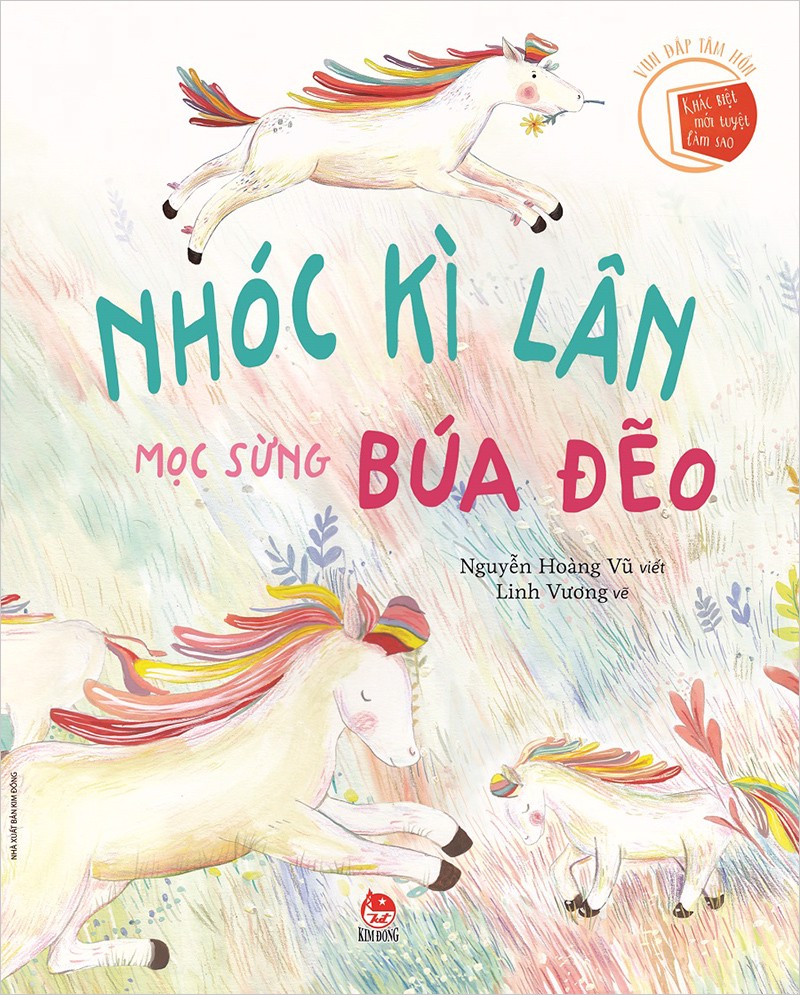 VUN ĐẮP TÂM HỒN
KHÁC BIỆT
MỚI TUYỆT
LÀM SAO
NHÓC KÌ LÂN
MỌC SỪNG BÚA ĐẼO
Nguyễn Hoàng Vũ viết
Linh Vương vẽ
NHÀ XUẤT BẢN KIM ĐỒNG
KIM ĐỒNG